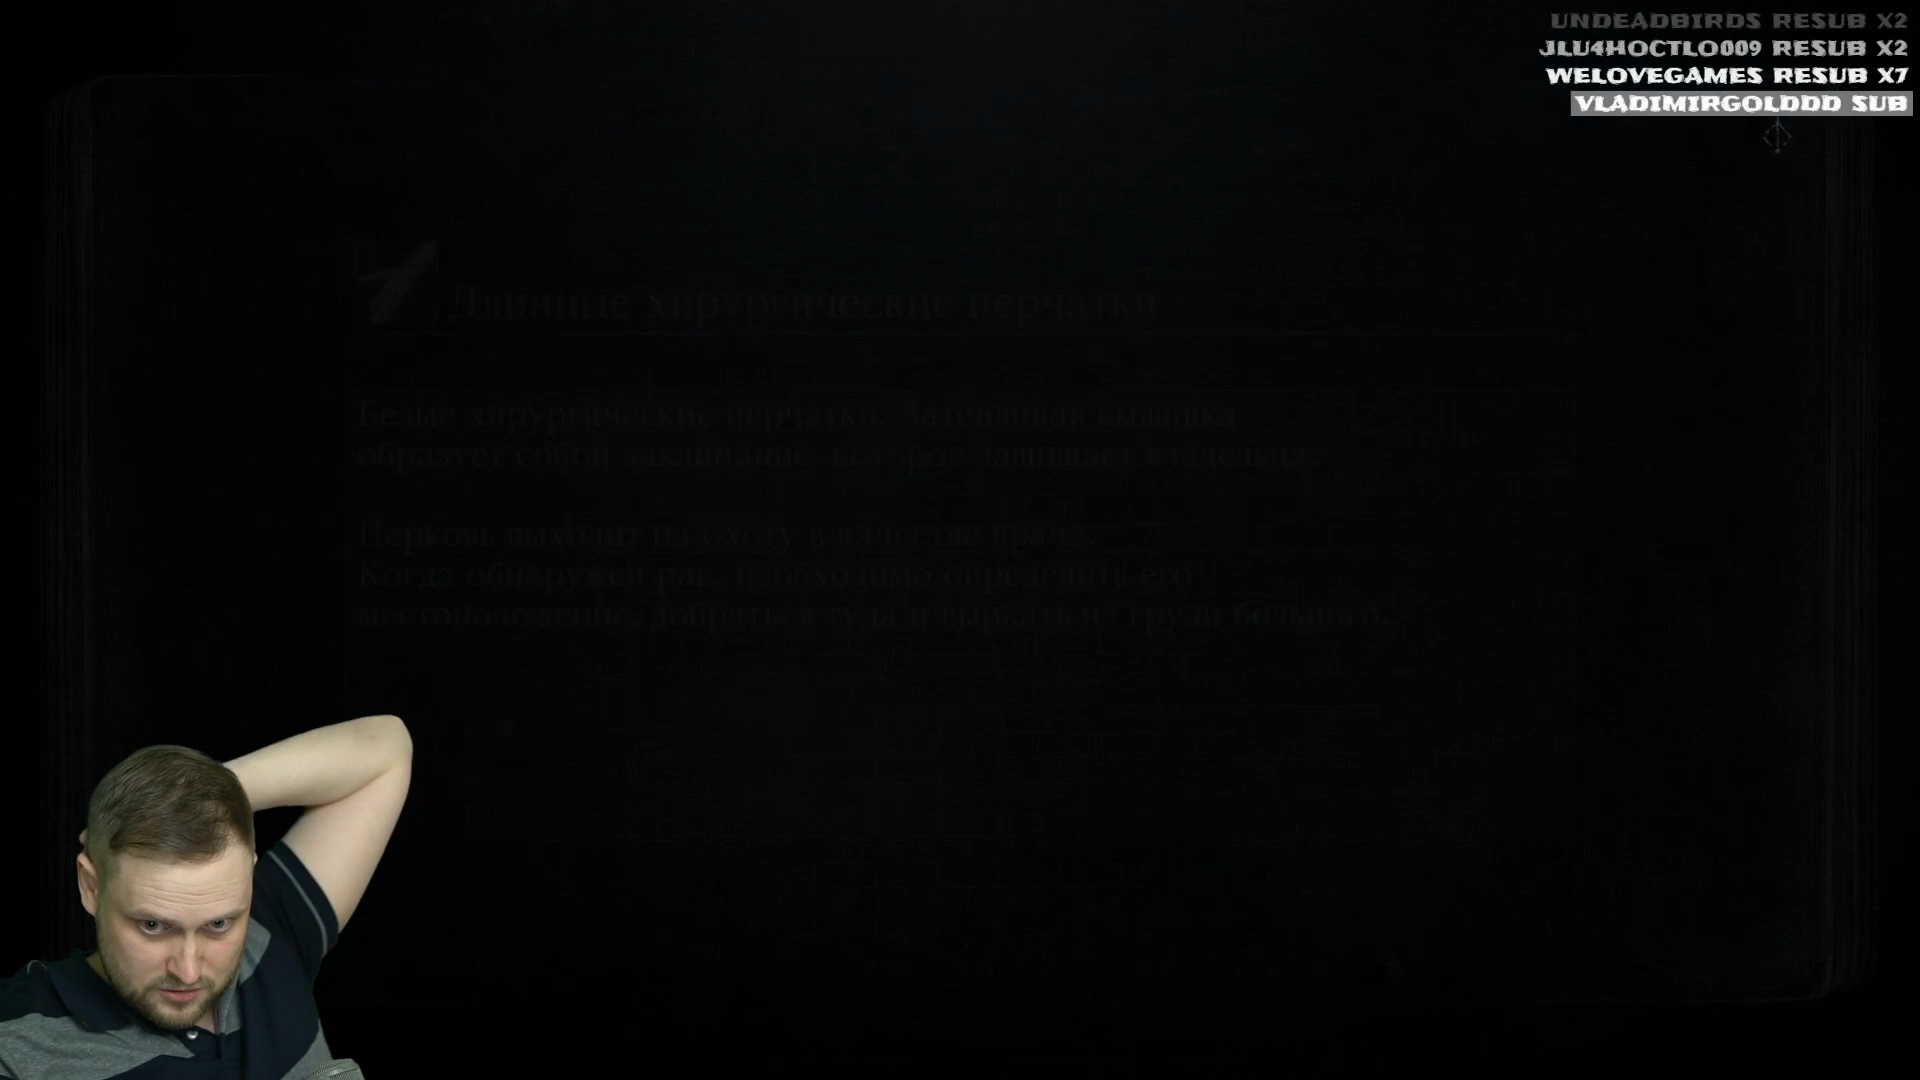 UNDEADBIRDS RESUB X2
JLU4HOCTLO009 RESUB X2
WELOVEGAMES RESUB X7
VLADIMIRGOLDDD SUB
Длинные хирургические перчатки
Белые хирургические перчатки. Затейливая вышивка
образует собой заклинание, которое защищает владельца.
Церковь выходит на охоту в качестве врача.
Когда обнаружен рак, необходимо определить его
местоположение, добраться туда и вырвать из груди больного.